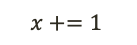 x += 1